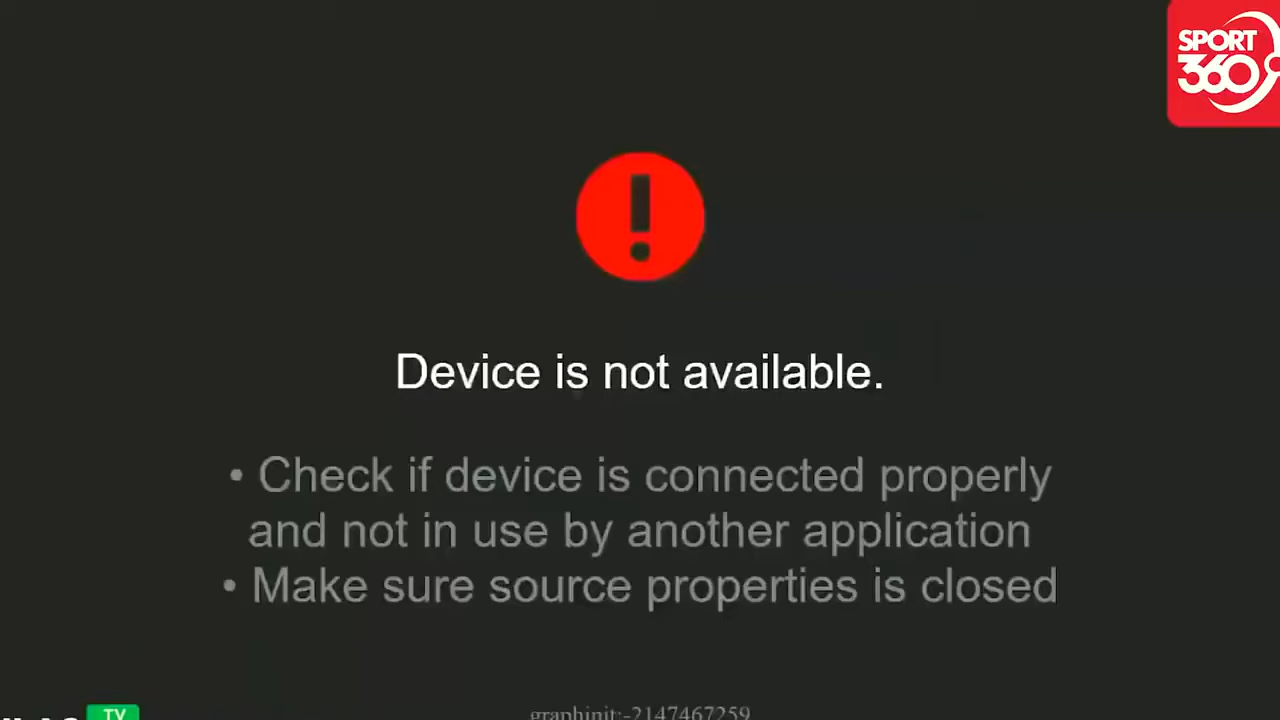 SPORT
360
!
Device is not available.
• Check if device is connected properly
and not in use by another application
• Make sure source properties is closed
TV
graphinit:-2147467259